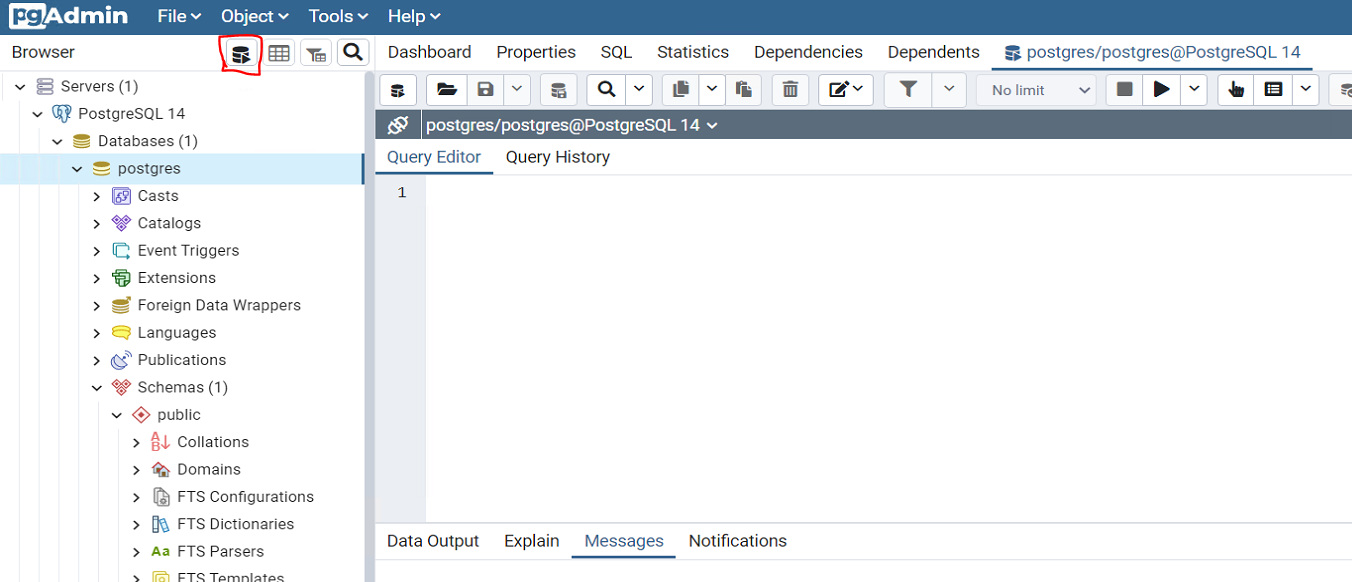 pgAdmin File Object Tools Help
Browser
Dashboard Properties SQL Statistics Dependencies Dependents postgres/postgres@PostgreSQL 14
No limit
postgres/postgres@PostgreSQL 14
Query Editor Query History
1
Servers (1)
PostgreSQL 14
Databases (1)
postgres
Casts
Catalogs
Event Triggers
Extensions
Foreign Data Wrappers
Languages
Publications
Schemas (1)
public
Collations
Domains
FTS Configurations
FTS Dictionaries
Aa FTS Parsers
FTS Templates
Data Output Explain Messages Notifications